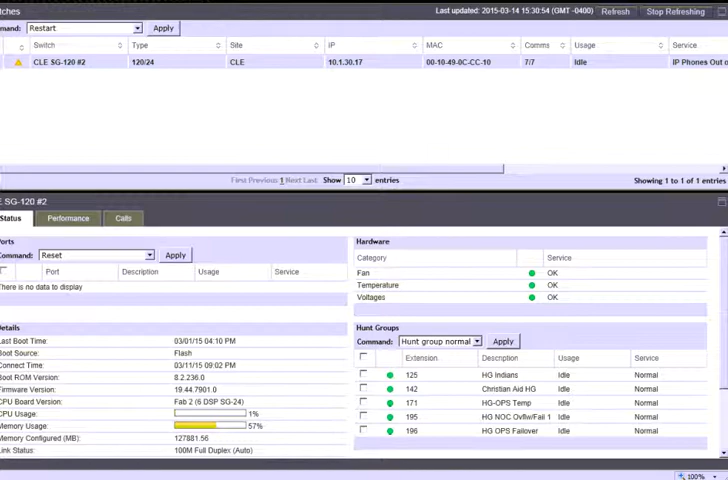 tches
Last updated: 2015-03-14 15:30:54 (GMT -0400) Refresh Stop Refreshing
mand: Restart Apply
Switch Type Site IP MAC Comms Usage Service
CLE SG-120 #2 120/24 CLE 10.1.30.17 00-10-49-0C-CC-10 7/7 Idle IP Phones Out o
First Previous 1 Next Last Show 10 entries Showing 1 to 1 of 1 entries
E SG-120 #2
Status Performance Calls
Ports
Command: Reset Apply
Port Description Usage Service
There is no data to display
Details
Last Boot Time: 03/01/15 04:10 PM
Boot Source: Flash
Connect Time: 03/11/15 09:02 PM
Boot ROM Version: 8.2.236.0
Firmware Version: 19.44.7901.0
CPU Board Version: Fab 2 (6 DSP SG-24)
CPU Usage: 1%
Memory Usage: 57%
Memory Configured (MB): 127881.56
Link Status: 100M Full Duplex (Auto)
Hardware
Category Service
Fan OK
Temperature OK
Voltages OK
Hunt Groups
Command: Hunt group normal Apply
Extension Description Usage Service
125 HG Indians Idle Normal
142 Christian Aid HG Idle Normal
171 HG-OPS Temp Idle Normal
195 HG NOC Ovflw/Fail 1 Idle Normal
196 HG OPS Failover Idle Normal
100%